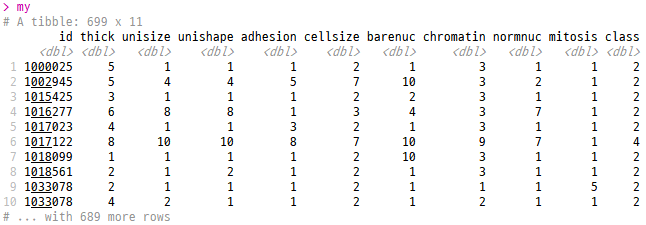 > my
# A tibble: 699 x 11
id thick unisize unishape adhesion cellsize barenuc chromatin normnuc mitosis class
<dbl> <dbl> <dbl> <dbl> <dbl> <dbl> <dbl> <dbl> <dbl> <dbl> <dbl>
1 1000025 5 1 1 1 2 1 3 1 1 2
2 1002945 5 4 4 5 7 10 3 2 1 2
3 1015425 3 1 1 1 2 2 3 1 1 2
4 1016277 6 8 8 1 3 4 3 7 1 2
5 1017023 4 1 1 3 2 1 3 1 1 2
6 1017122 8 10 10 8 7 10 9 7 1 4
7 1018099 1 1 1 1 2 10 3 1 1 2
8 1018561 2 1 2 1 2 1 3 1 1 2
9 1033078 2 1 1 1 2 1 1 1 5 2
10 1033078 4 2 1 1 2 1 2 1 1 2
# ... with 689 more rows